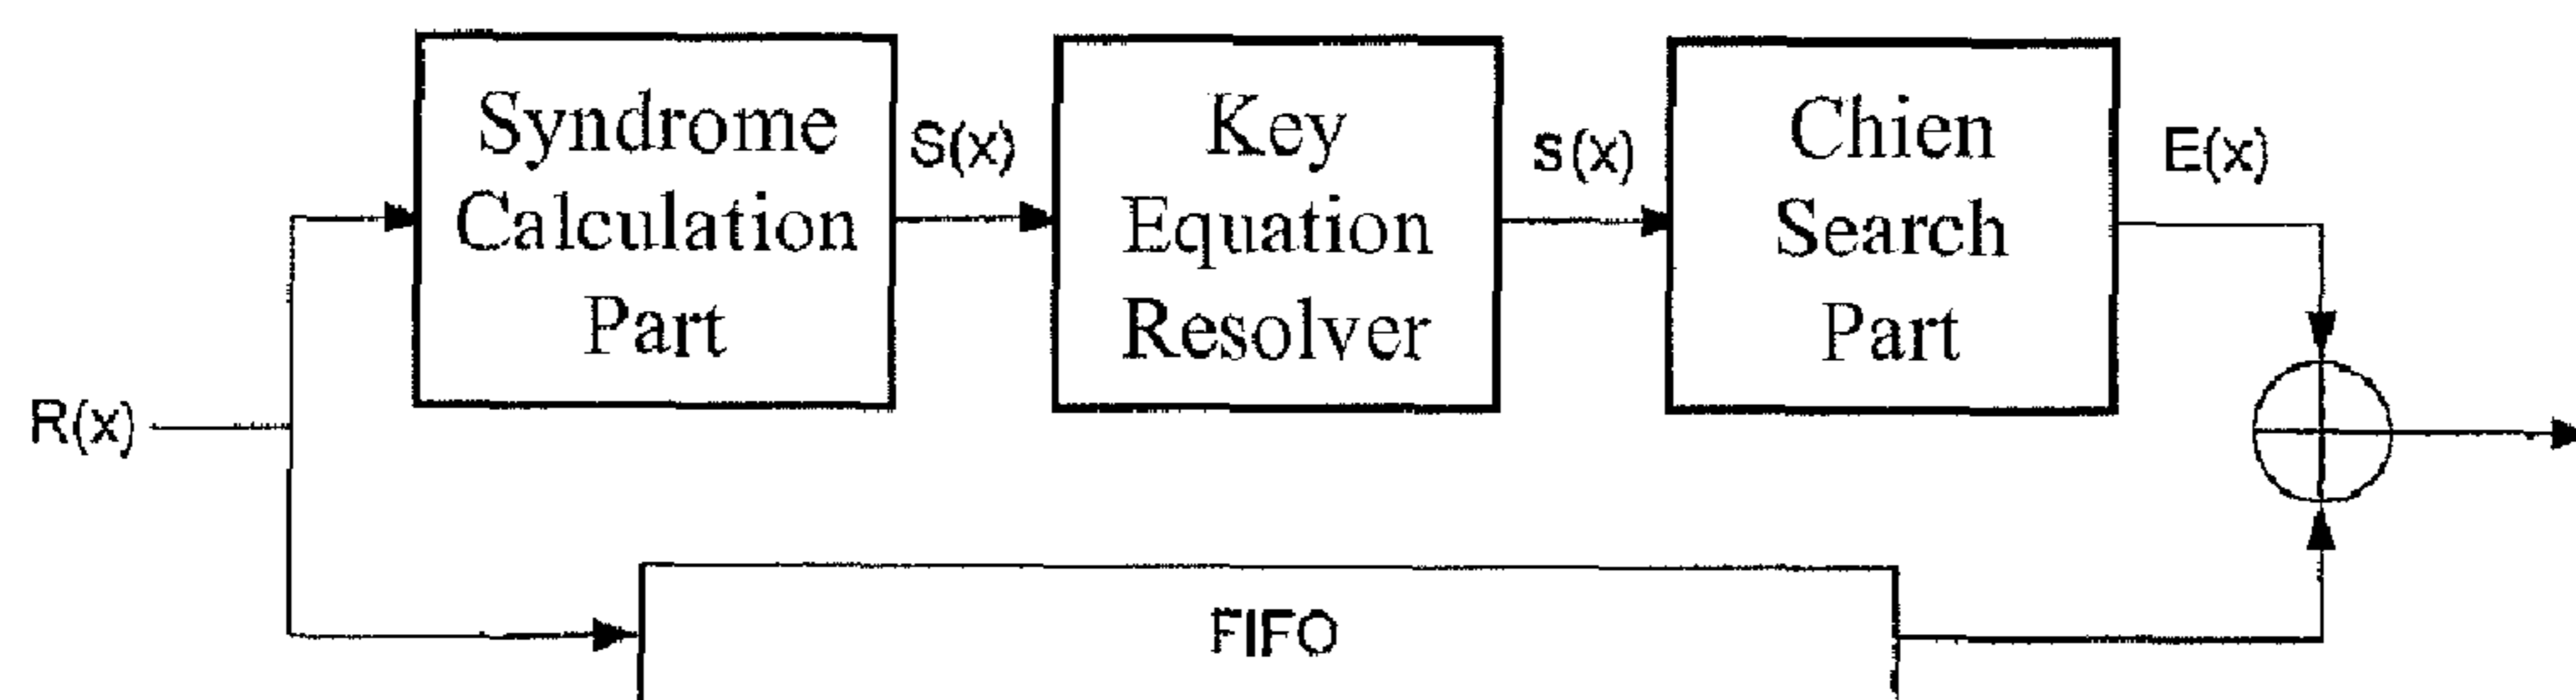 Syndrome
Calculation
Part
S(x)
Key
Equation
Resolver
s(x)
Chien
Search
Part
E(x)
R(x)
FIFO